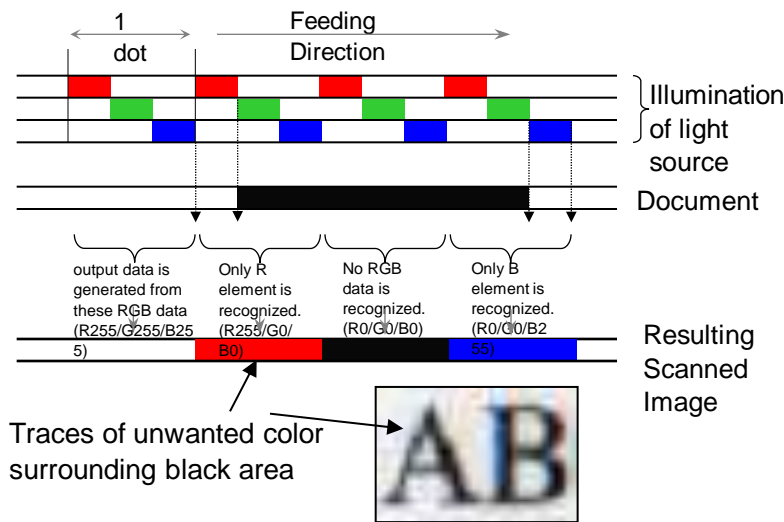 1
dot
Feeding
Direction
Illumination
of light
source
Document
output data is
generated from
these RGB data
(R255/G255/B25
5)
Only R
element is
recognized.
(R255/G0/
B0)
No RGB
data is
recognized.
(R0/G0/B0)
Only B
element is
recognized.
(R0/G0/B2
55)
Resulting
Scanned
Image
Traces of unwanted color
surrounding black area
AB